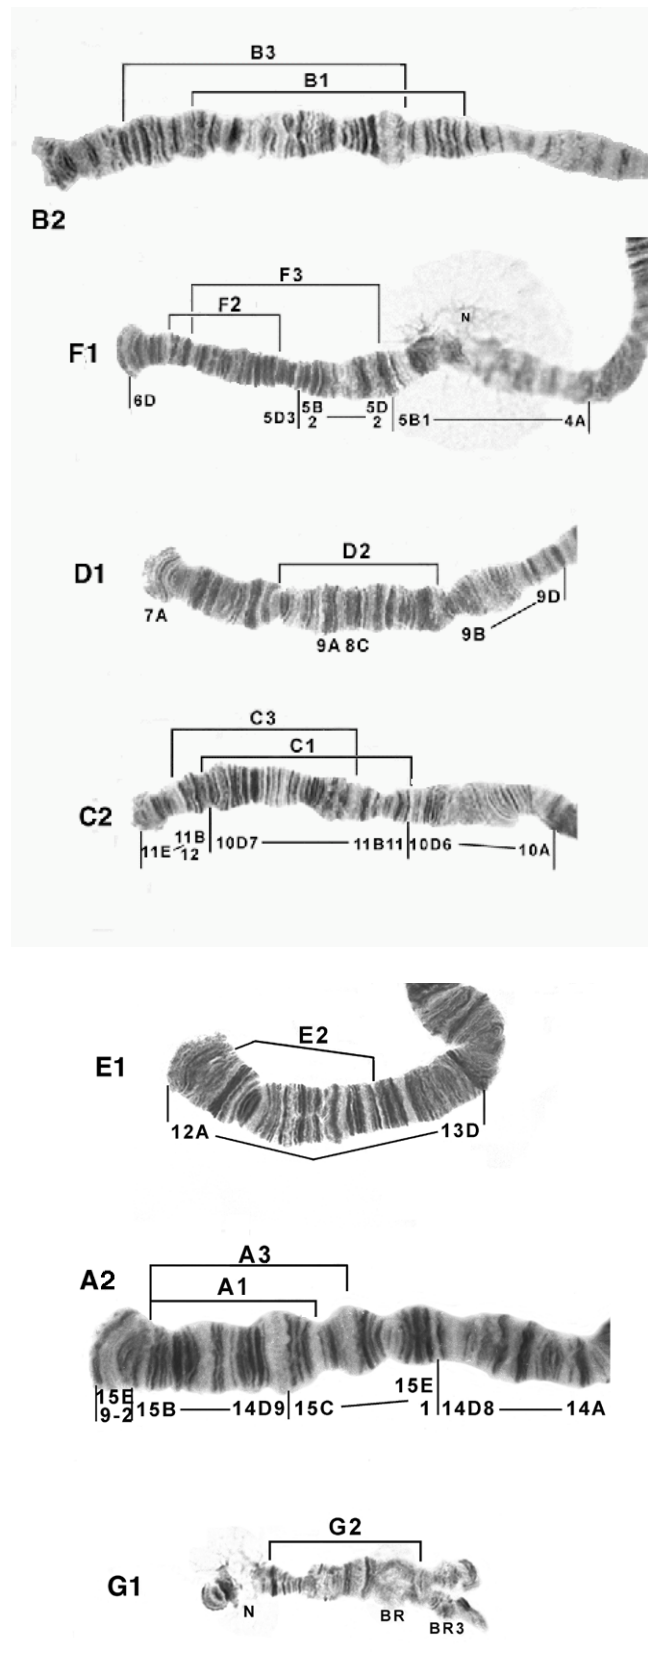 B3
B1
B2
F3
F2
N
F1
6D
5D3 5B 2 5D 2 5B1 4A
D2
D1
7A
9A 8C
9B 9D
C3
C1
C2
11E 11B 12 10D7 11B11 10D6 10A
E2
E1
12A 13D
A3
A2
A1
15E 9-2 15B 14D9 15C 15E 1 14D8 14A
G2
G1
N BR BR3